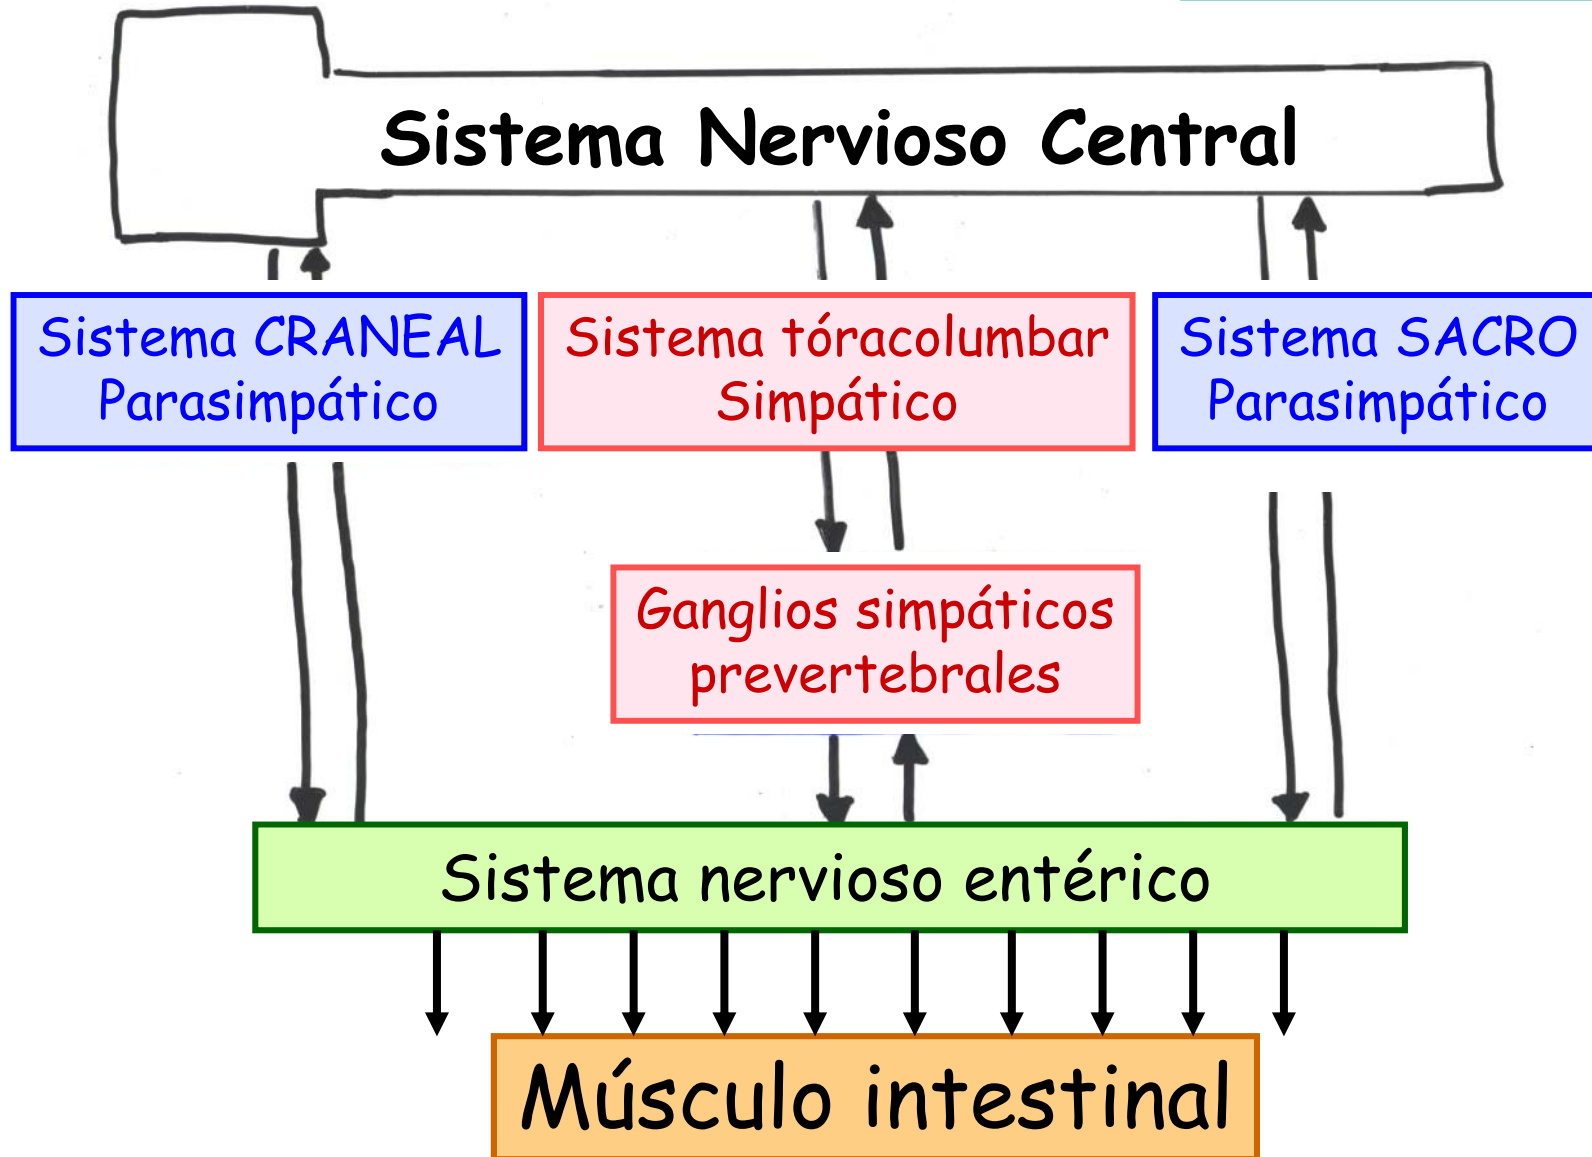 Sistema Nervioso Central
Sistema CRANEAL
Parasimpático
Sistema tóracolumbar
Simpático
Sistema SACRO
Parasimpático
Ganglios simpáticos
prevertebrales
Sistema nervioso entérico
Músculo intestinal